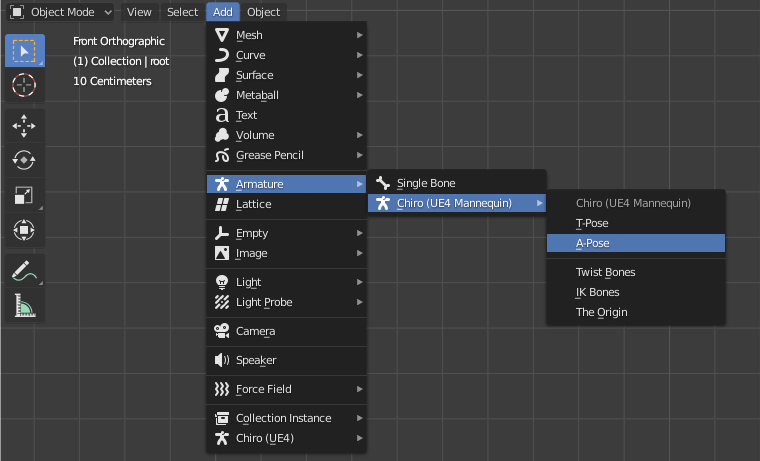 Object Mode View Select Add Object
Front Orthographic
(1) Collection | root
10 Centimeters
Mesh
Curve
Surface
Metaball
Text
Volume
Grease Pencil
Armature
Lattice
Empty
Image
Light
Light Probe
Camera
Speaker
Force Field
Collection Instance
Chiro (UE4)
Single Bone
Chiro (UE4 Mannequin)
Chiro (UE4 Mannequin)
T-Pose
A-Pose
Twist Bones
IK Bones
The Origin